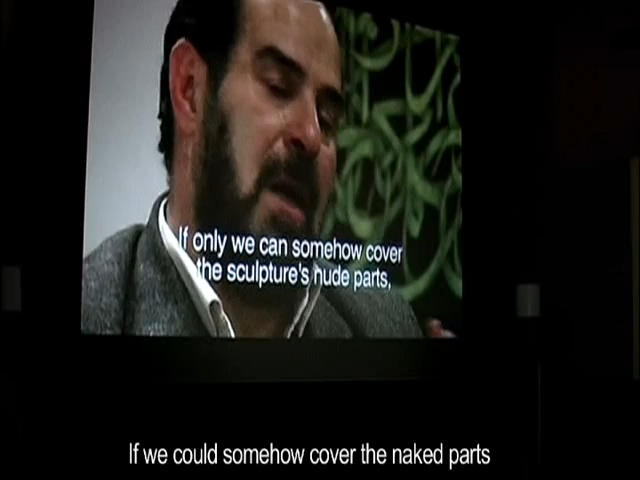 If only we can somehow cover
the sculpture's nude parts,
If we could somehow cover the naked parts